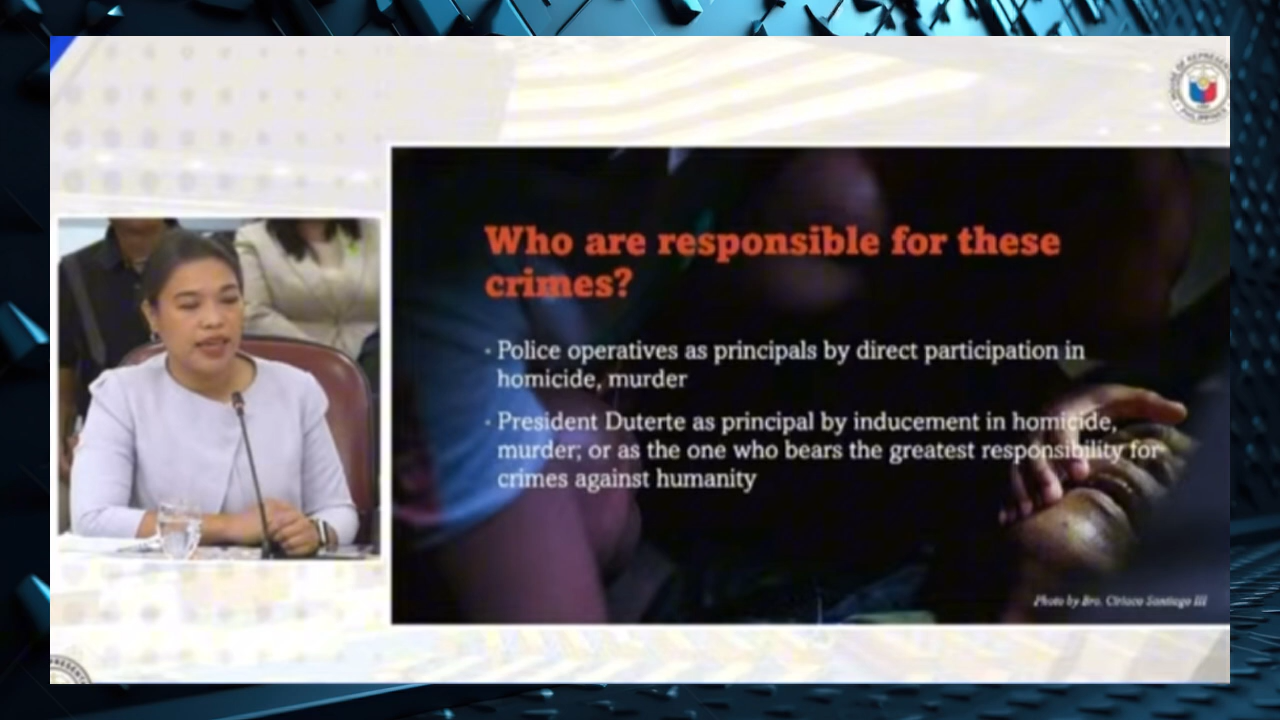 Who are responsible for these
crimes?
· Police operatives as principals by direct participation in
homicide, murder
· President Duterte as principal by inducement in homicide,
murder; or as the one who bears the greatest responsibility for
crimes against humanity
Photo by Bro. Ciriaco Santiago III